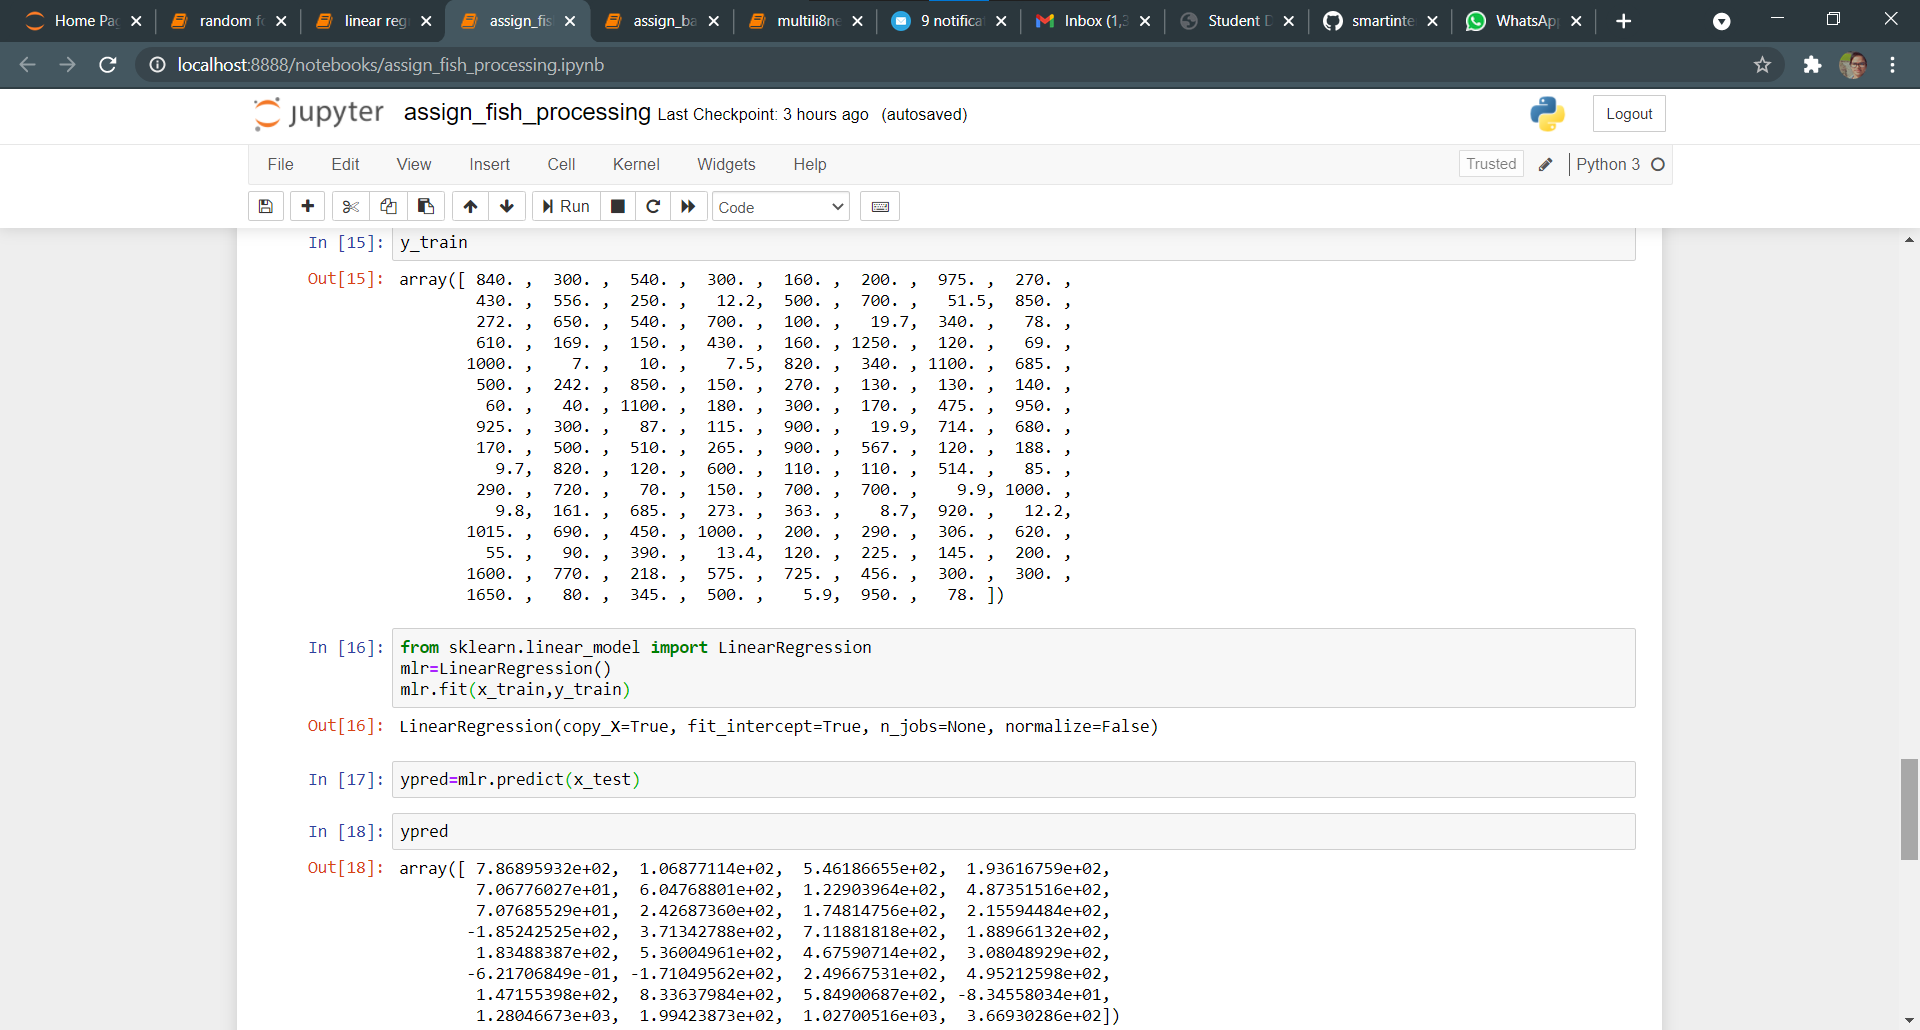 Home Pa
random f
linear reg
assign_fis
assign_ba
multili8ne
9 notifica
Inbox (1,3
Student D
smartinte
WhatsAp
localhost:8888/notebooks/assign_fish_processing.ipynb
jupyter assign_fish_processing Last Checkpoint: 3 hours ago (autosaved)
Logout
File Edit View Insert Cell Kernel Widgets Help
Trusted Python 3
Run Code
In [15]: y_train
Out[15]: array([ 840. , 300. , 540. , 300. , 160. , 200. , 975. , 270. ,
430. , 556. , 250. , 12.2, 500. , 700. , 51.5, 850. ,
272. , 650. , 540. , 700. , 100. , 19.7, 340. , 78. ,
610. , 169. , 150. , 430. , 160. , 1250. , 120. , 69. ,
1000. , 7. , 10. , 7.5, 820. , 340. , 1100. , 685. ,
500. , 242. , 850. , 150. , 270. , 130. , 130. , 140. ,
60. , 40. , 1100. , 180. , 300. , 170. , 475. , 950. ,
925. , 300. , 87. , 115. , 900. , 19.9, 714. , 680. ,
170. , 500. , 510. , 265. , 900. , 567. , 120. , 188. ,
9.7, 820. , 120. , 600. , 110. , 110. , 514. , 85. ,
290. , 720. , 70. , 150. , 700. , 700. , 9.9, 1000. ,
9.8, 161. , 685. , 273. , 363. , 8.7, 920. , 12.2,
1015. , 690. , 450. , 1000. , 200. , 290. , 306. , 620. ,
55. , 90. , 390. , 13.4, 120. , 225. , 145. , 200. ,
1600. , 770. , 218. , 575. , 725. , 456. , 300. , 300. ,
1650. , 80. , 345. , 500. , 5.9, 950. , 78. ])
In [16]: from sklearn.linear_model import LinearRegression
mlr=LinearRegression()
mlr.fit(x_train,y_train)
Out[16]: LinearRegression(copy_X=True, fit_intercept=True, n_jobs=None, normalize=False)
In [17]: ypred=mlr.predict(x_test)
In [18]: ypred
Out[18]: array([ 7.86895932e+02, 1.06877114e+02, 5.46186655e+02, 1.93616759e+02,
7.06776027e+01, 6.04768801e+02, 1.22903964e+02, 4.87351516e+02,
7.07685529e+01, 2.42687360e+02, 1.74814756e+02, 2.15594484e+02,
-1.85242525e+02, 3.71342788e+02, 7.11881818e+02, 1.88966132e+02,
1.83488387e+02, 5.36004961e+02, 4.67590714e+02, 3.08048929e+02,
-6.21706849e-01, -1.71049562e+02, 2.49667531e+02, 4.95212598e+02,
1.47155398e+02, 8.33637984e+02, 5.84900687e+02, -8.34558034e+01,
1.28046673e+03, 1.99423873e+02, 1.02700516e+03, 3.66930286e+02])